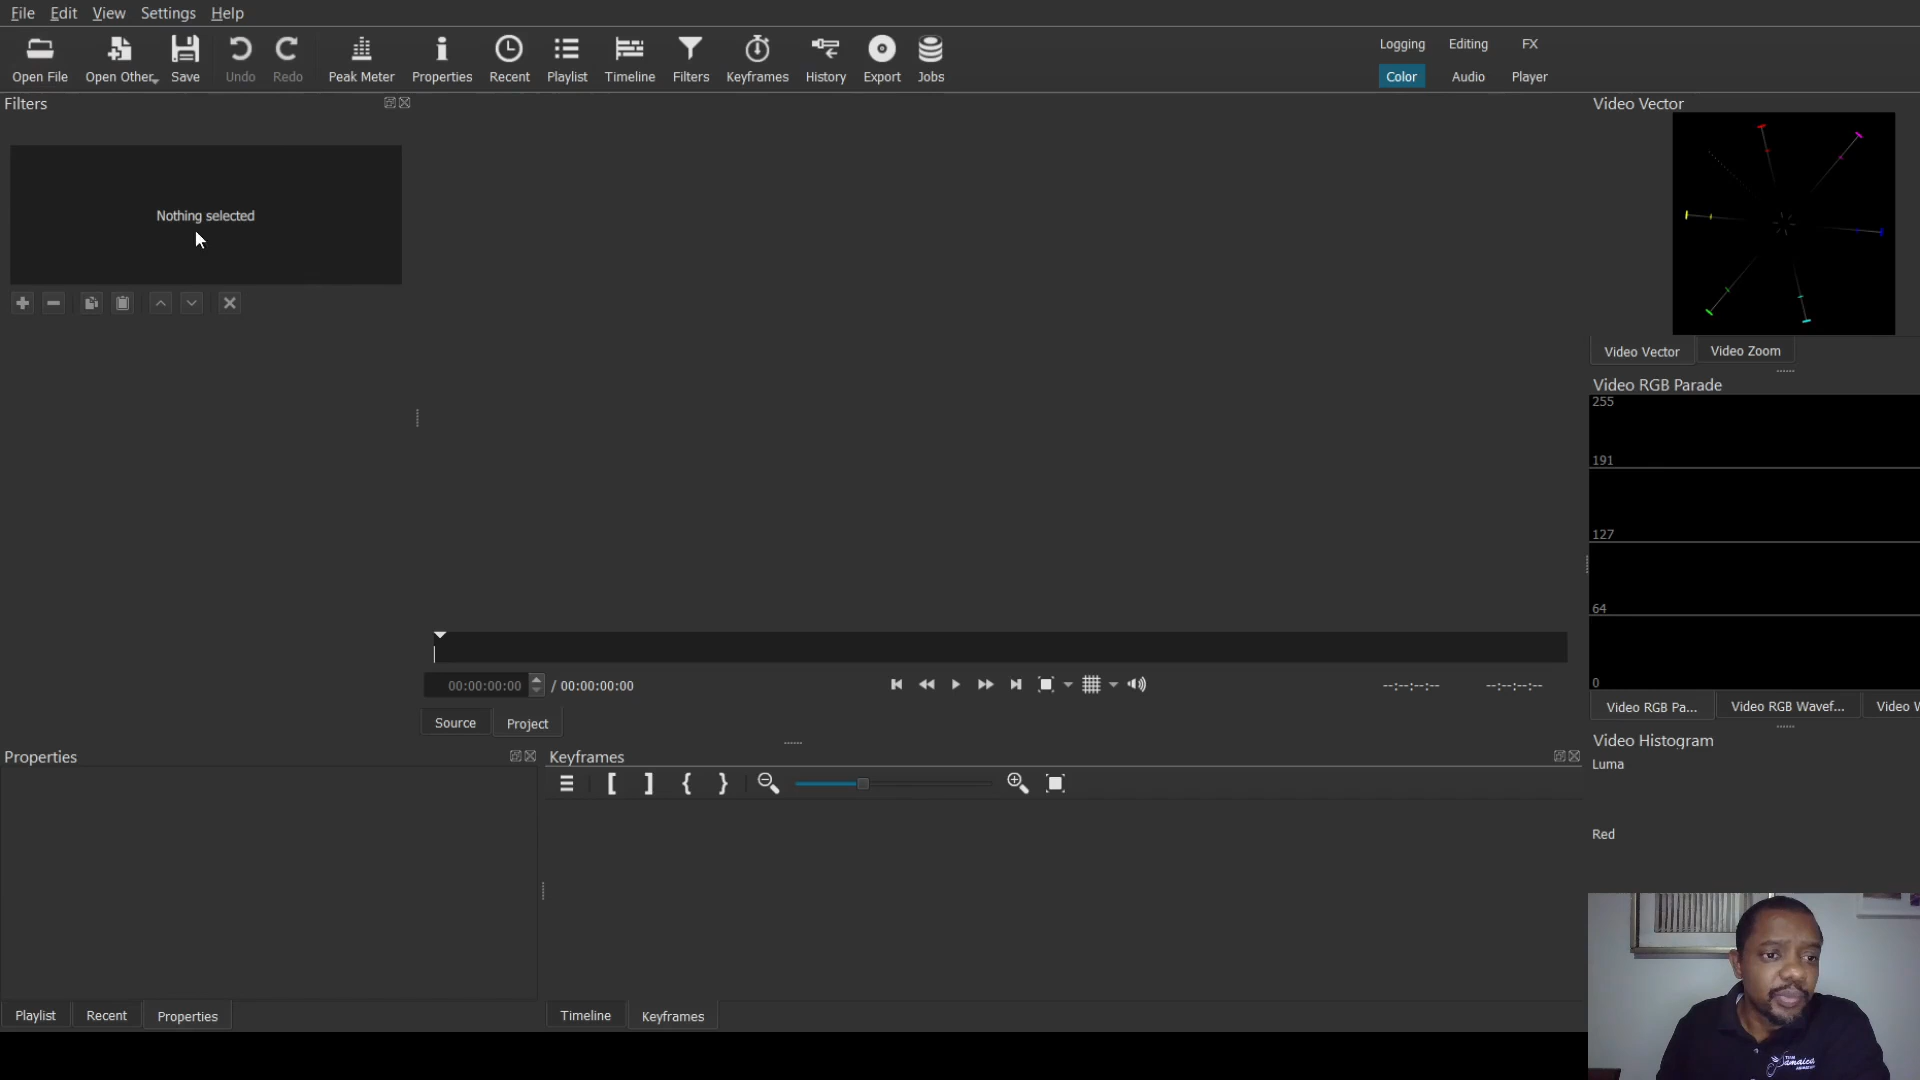 File Edit View Settings Help
Open File Open Other.. Save Undo Redo Peak Meter Properties Recent Playlist Timeline Filters Keyframes History Export Jobs
Logging Editing FX
Color Audio Player
Filters
Nothing selected
Video Vector
Video Vector Video Zoom
Video RGB Parade
255
191
127
64
0
00:00:00:00 / 00:00:00:00
--:--:--:-- --:--:--:--
Source Project
Video RGB Pa... Video RGB Wavef... Video W
Properties
Keyframes
Video Histogram
Luma
Red
Playlist Recent Properties
Timeline Keyframes
Jamaica